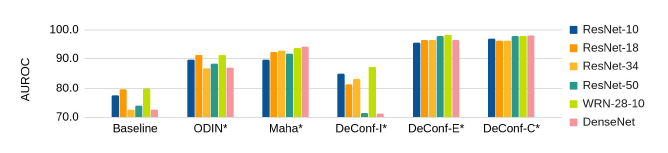 AUROC
100.0
90.0
80.0
70.0
Baseline
ODIN*
Maha*
DeConf-I*
DeConf-E*
DeConf-C*
ResNet-10
ResNet-18
ResNet-34
ResNet-50
WRN-28-10
DenseNet